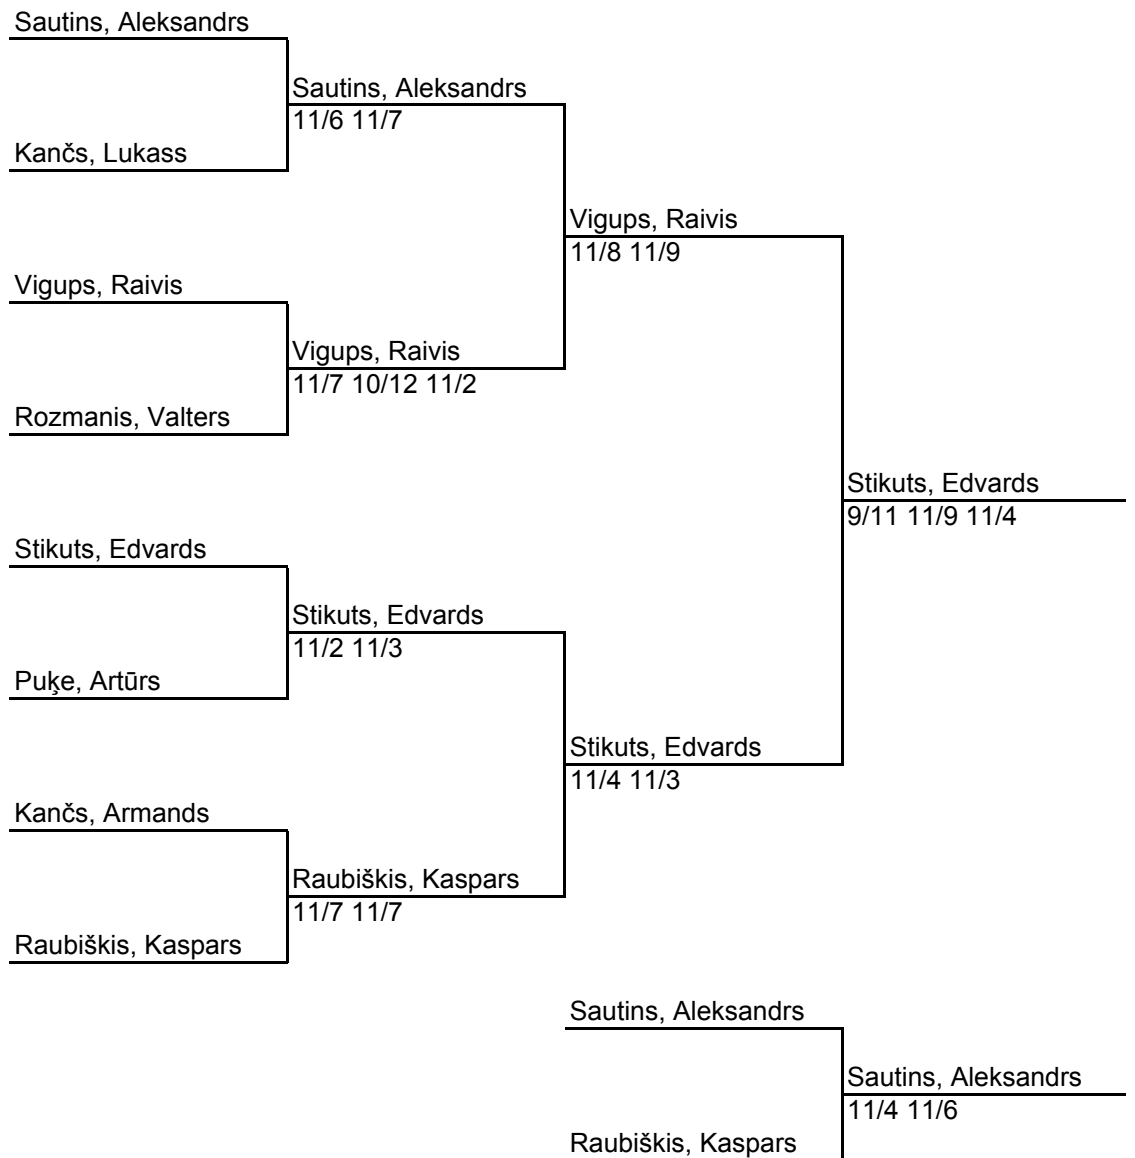 Sautins, Aleksandrs
Sautins, Aleksandrs
11/6 11/7
Kančs, Lukass
Vigups, Raivis
11/8 11/9
Vigups, Raivis
Vigups, Raivis
11/7 10/12 11/2
Rozmanis, Valters
Stikuts, Edvards
9/11 11/9 11/4
Stikuts, Edvards
Stikuts, Edvards
11/2 11/3
Puķe, Artūrs
Stikuts, Edvards
11/4 11/3
Kančs, Armands
Raubiškis, Kaspars
11/7 11/7
Raubiškis, Kaspars
Sautins, Aleksandrs
Sautins, Aleksandrs
11/4 11/6
Raubiškis, Kaspars